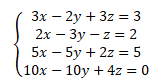 3x − 2y + 3z = 3
2x − 3y − z = 2
5x − 5y + 2z = 5
10x − 10y + 4z = 0